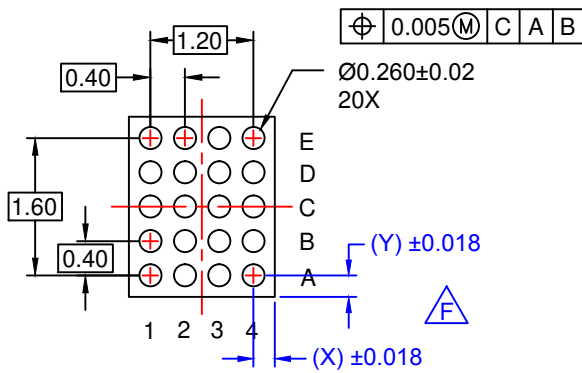 1.20
⌖ 0.005Ⓜ C A B
0.40
Ø0.260±0.02
20X
E
D
1.60
C
B
0.40
A
(Y) ±0.018
F
1 2 3 4
(X) ±0.018